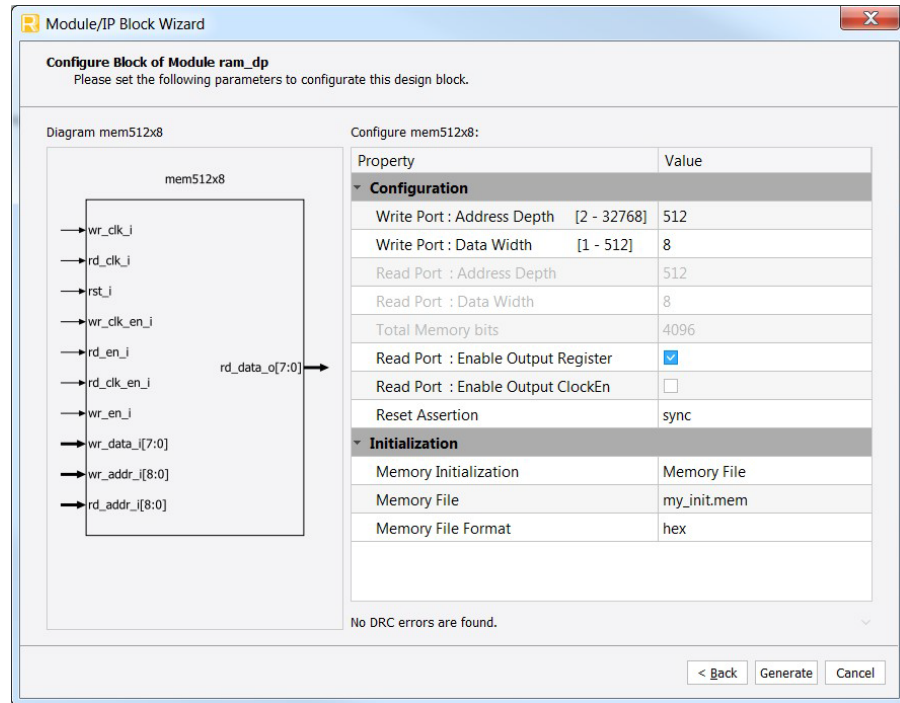 Module/IP Block Wizard
X
Configure Block of Module ram_dp
Please set the following parameters to configurate this design block.
Diagram mem512x8
mem512x8
wr_clk_i
rd_clk_i
rst_i
wr_clk_en_i
rd_en_i
rd_clk_en_i
wr_en_i
wr_data_i[7:0]
wr_addr_i[8:0]
rd_addr_i[8:0]
rd_data_o[7:0]
Configure mem512x8:
Property Value
Configuration
Write Port : Address Depth [2 - 32768] 512
Write Port : Data Width [1 - 512] 8
Read Port : Address Depth 512
Read Port : Data Width 8
Total Memory bits 4096
Read Port : Enable Output Register
Read Port : Enable Output ClockEn
Reset Assertion sync
Initialization
Memory Initialization Memory File
Memory File my_init.mem
Memory File Format hex
No DRC errors are found.
< Back Generate Cancel